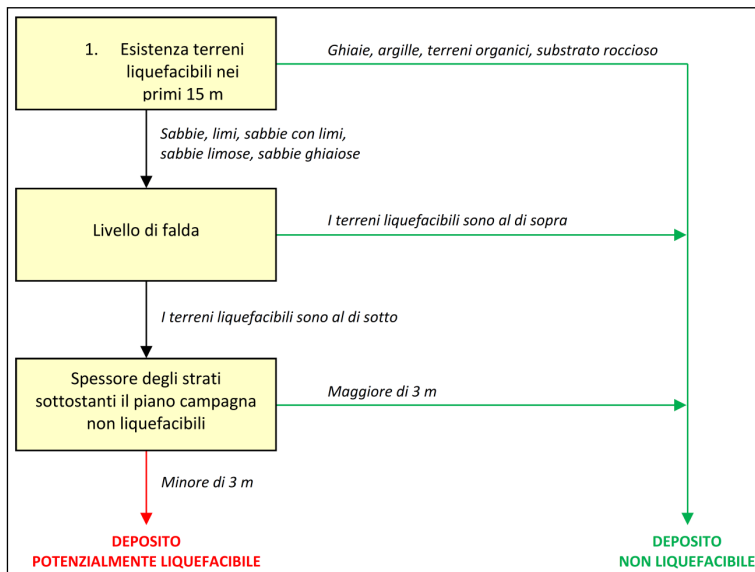 1. Esistenza terreni
liquefacibili nei
primi 15 m
Ghiaie, argille, terreni organici, substrato roccioso
Sabbie, limi, sabbie con limi,
sabbie limose, sabbie ghiaiose
Livello di falda
I terreni liquefacibili sono al di sopra
I terreni liquefacibili sono al di sotto
Spessore degli strati
sottostanti il piano campagna
non liquefacibili
Maggiore di 3 m
Minore di 3 m
DEPOSITO
POTENZIALMENTE LIQUEFACIBILE
DEPOSITO
NON LIQUEFACIBILE